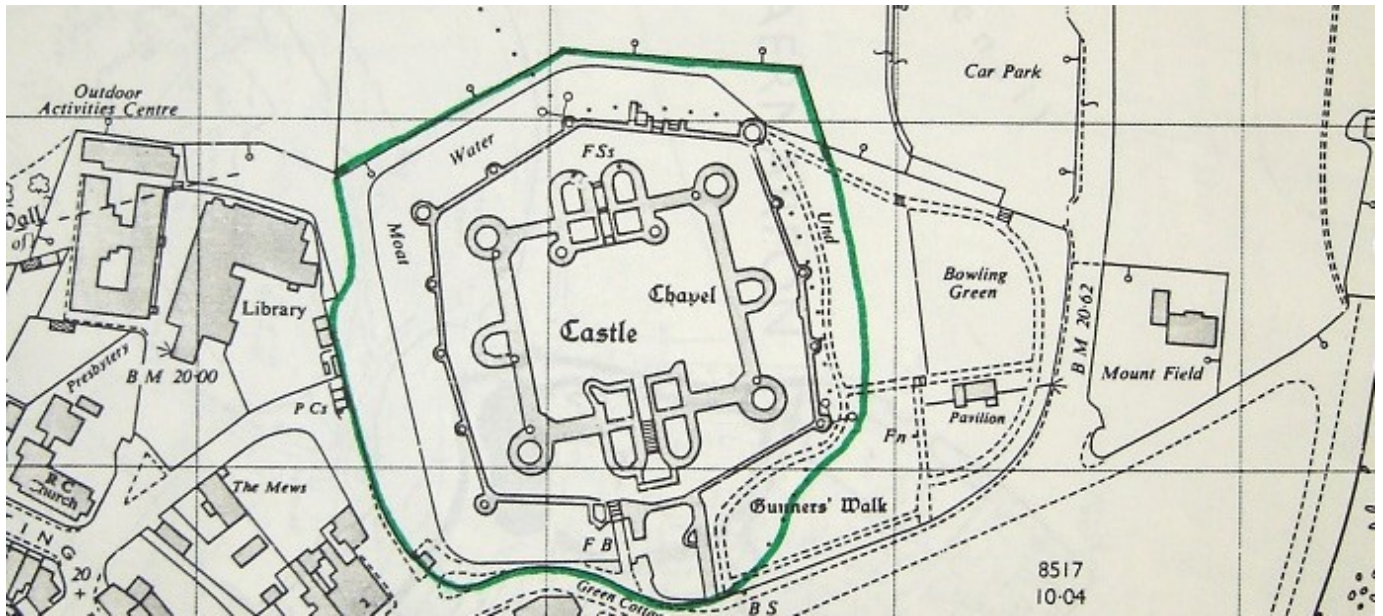 Outdoor
Activities Centre
Car Park
Water
FSs
Moat
Und
Chapel
Castle
Library
Bowling
Green
B M 20·62
Presbytery
B M 20·00
P Cs
Mount Field
Pavilion
Fn
R C
Church
The Mews
Gunners' Walk
F B
Green
B S
20
+
8517
10·04